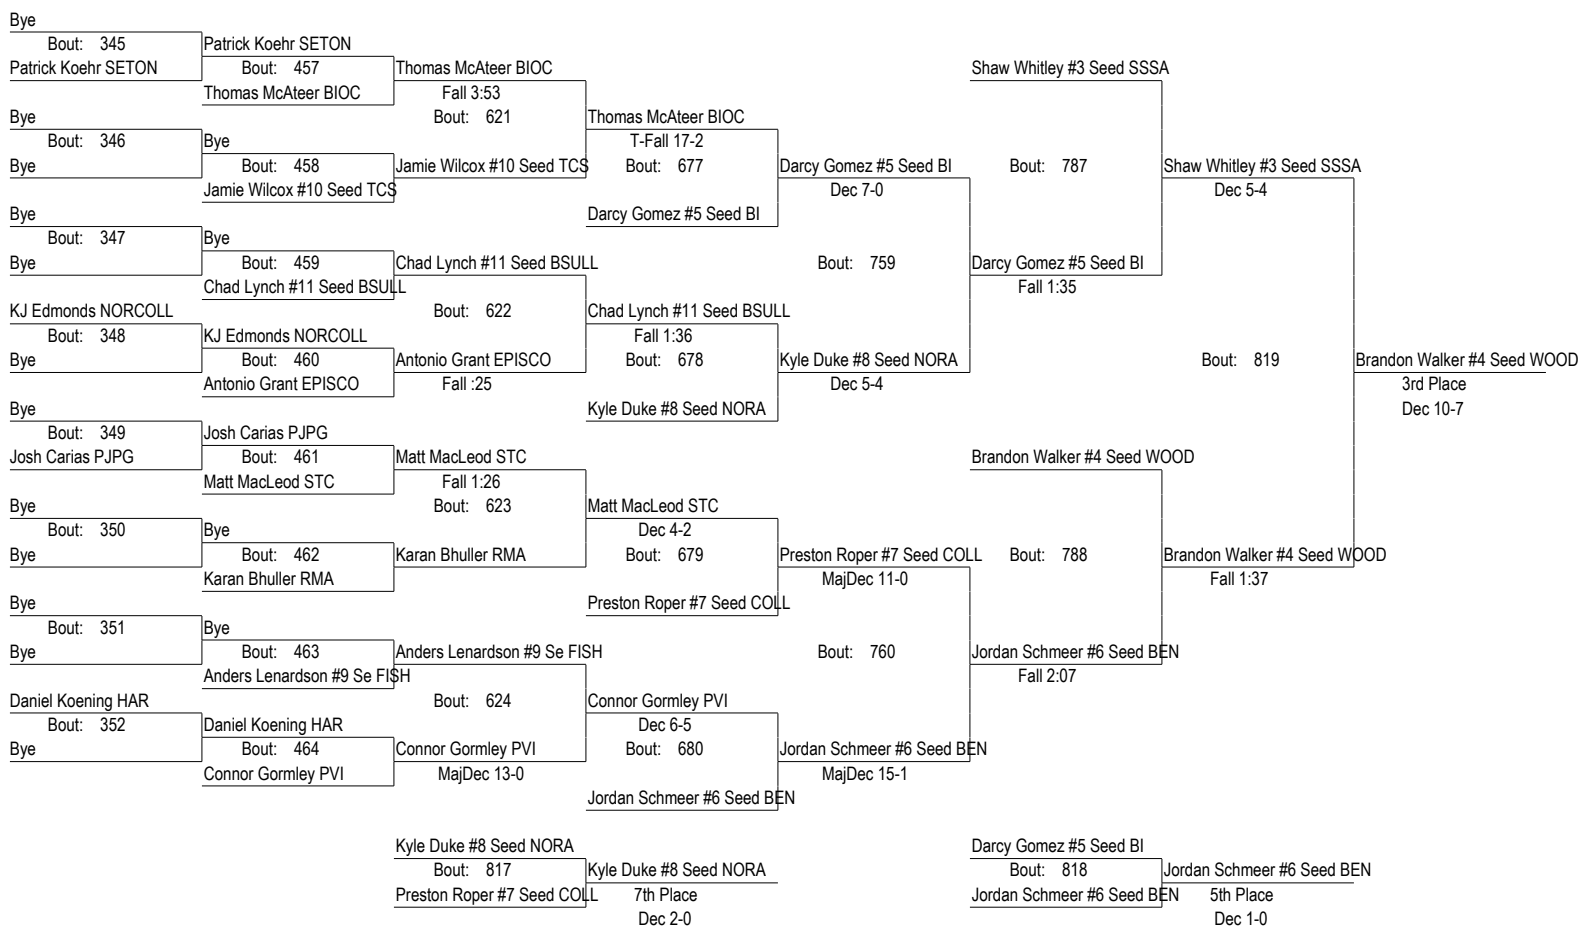 Bye
Bout: 345
Patrick Koehr SETON
Patrick Koehr SETON
Bout: 457
Thomas McAteer BIOC
Thomas McAteer BIOC
Fall 3:53
Bout: 621
Bye
Bout: 346
Bye
Bye
Bout: 458
Jamie Wilcox #10 Seed TCS
Jamie Wilcox #10 Seed TCS
Thomas McAteer BIOC
T-Fall 17-2
Bout: 677
Darcy Gomez #5 Seed BI
Darcy Gomez #5 Seed BI
Dec 7-0
Bye
Bout: 347
Bye
Bye
Bout: 459
Chad Lynch #11 Seed BSULL
Chad Lynch #11 Seed BSULL
Bout: 622
KJ Edmonds NORCOLL
Bout: 348
Bye
KJ Edmonds NORCOLL
Bout: 460
Antonio Grant EPISCO
Antonio Grant EPISCO
Fall :25
Chad Lynch #11 Seed BSULL
Fall 1:36
Bout: 678
Kyle Duke #8 Seed NORA
Kyle Duke #8 Seed NORA
Dec 5-4
Bout: 759
Shaw Whitley #3 Seed SSSA
Bout: 787
Darcy Gomez #5 Seed BI
Fall 1:35
Shaw Whitley #3 Seed SSSA
Dec 5-4
Bout: 819
Brandon Walker #4 Seed WOOD
3rd Place
Dec 10-7
Bye
Bout: 349
Josh Carias PJPG
Josh Carias PJPG
Bout: 461
Matt MacLeod STC
Matt MacLeod STC
Fall 1:26
Bout: 623
Bye
Bout: 350
Bye
Bye
Bout: 462
Karan Bhuller RMA
Karan Bhuller RMA
Matt MacLeod STC
Dec 4-2
Bout: 679
Preston Roper #7 Seed COLL
Preston Roper #7 Seed COLL
MajDec 11-0
Bye
Bout: 351
Bye
Bye
Bout: 463
Anders Lenardson #9 Se FISH
Anders Lenardson #9 Se FISH
Bout: 624
Daniel Koening HAR
Bout: 352
Bye
Daniel Koening HAR
Bout: 464
Connor Gormley PVI
Connor Gormley PVI
MajDec 13-0
Connor Gormley PVI
Dec 6-5
Bout: 680
Jordan Schmeer #6 Seed BEN
Jordan Schmeer #6 Seed BEN
MajDec 15-1
Bout: 760
Brandon Walker #4 Seed WOOD
Bout: 788
Jordan Schmeer #6 Seed BEN
Fall 2:07
Brandon Walker #4 Seed WOOD
Fall 1:37
Kyle Duke #8 Seed NORA
Bout: 817
Preston Roper #7 Seed COLL
Kyle Duke #8 Seed NORA
7th Place
Dec 2-0
Darcy Gomez #5 Seed BI
Bout: 818
Jordan Schmeer #6 Seed BEN
Jordan Schmeer #6 Seed BEN
5th Place
Dec 1-0